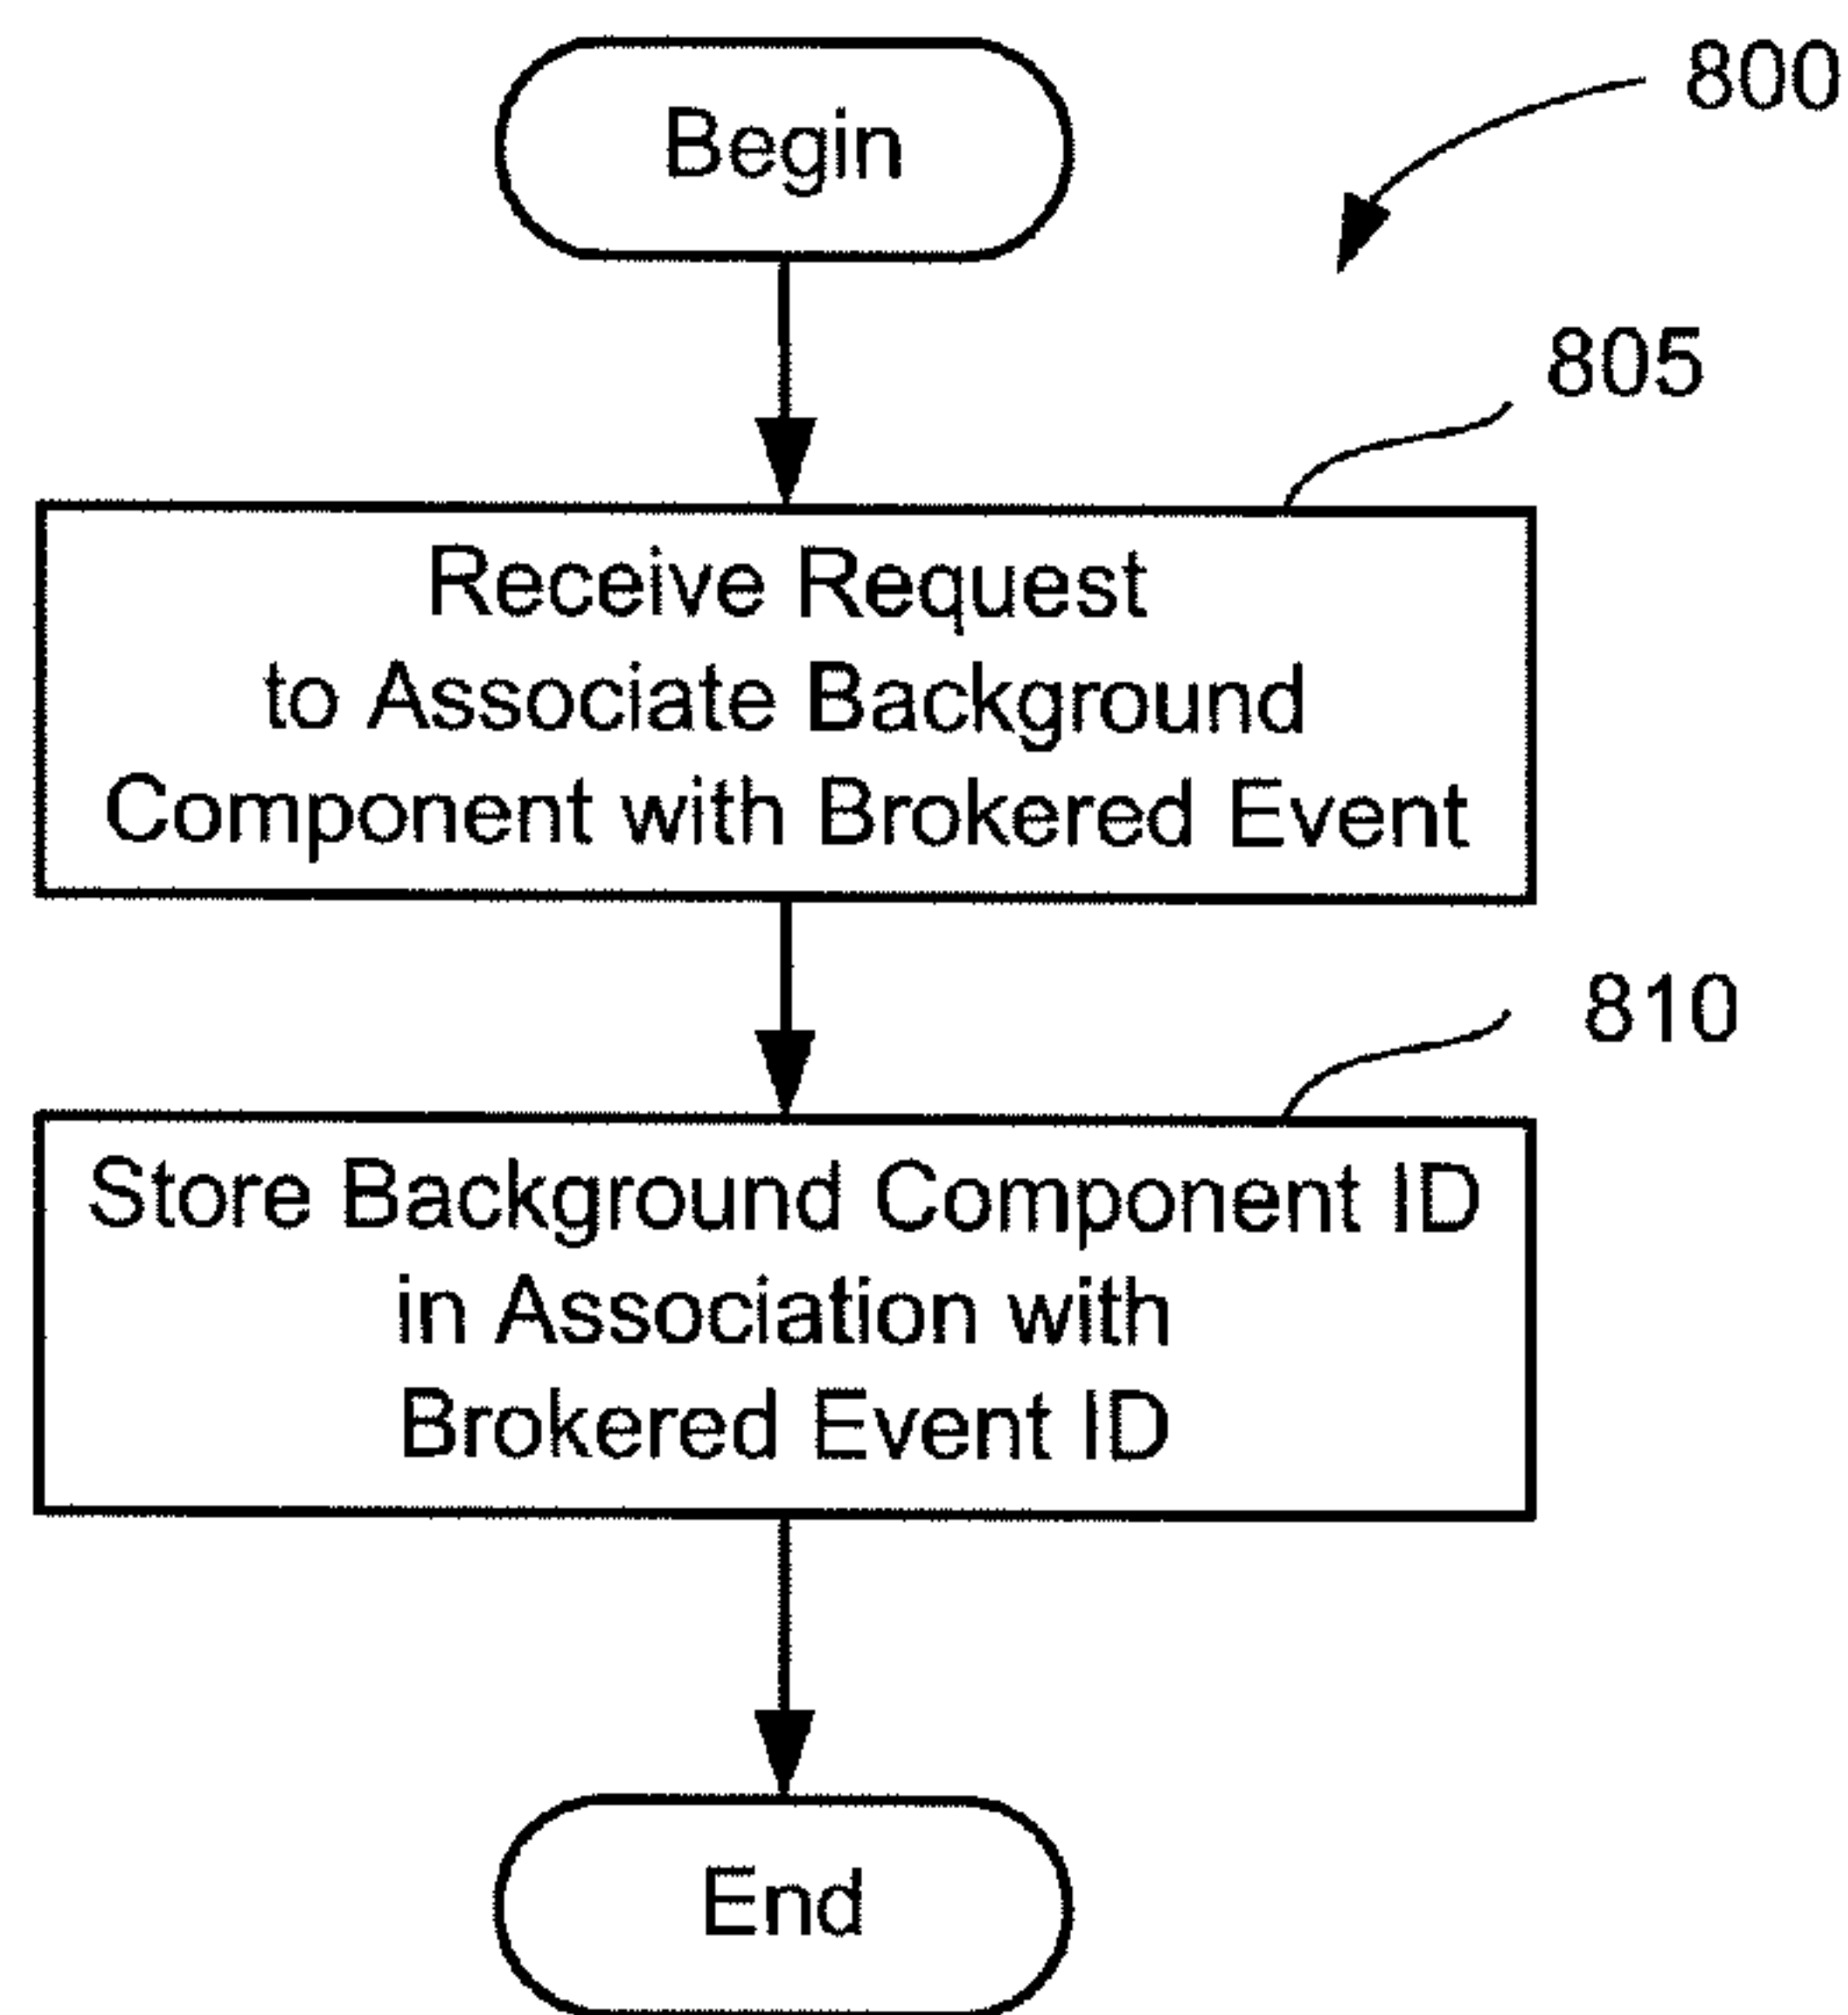 Begin
800
805
Receive Request
to Associate Background
Component with Brokered Event
810
Store Background Component ID
in Association with
Brokered Event ID
End